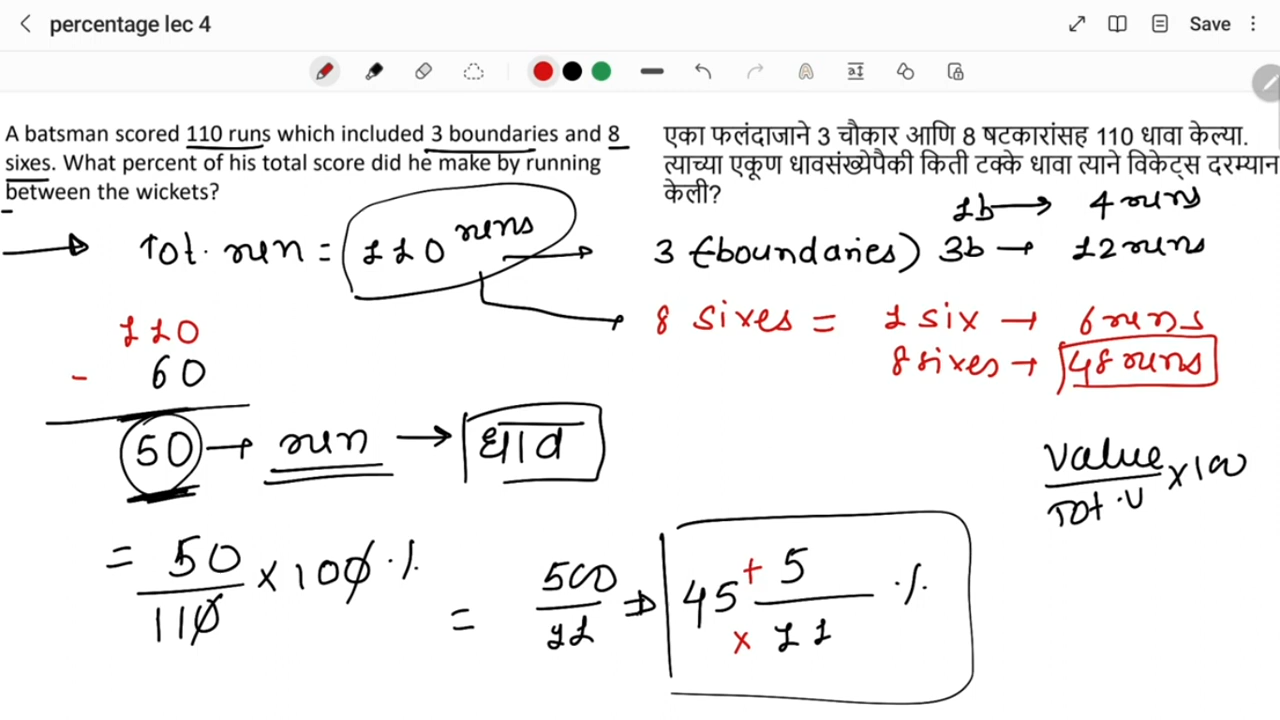 percentage lec 4
Save
A batsman scored 110 runs which included 3 boundaries and 8
sixes. What percent of his total score did he make by running
between the wickets?
एका फलंदाजाने 3 चौकार आणि 8 षटकारांसह 110 धावा केल्या.
त्याच्या एकूण धावसंख्येपैकी किती टक्के धावा त्याने विकेट्स दरम्यान
केली?
1b → 4 runs
Tot. run = 110 runs →
3 (boundaries) 3b → 12 runs
8 sixes = 1 six → 6 runs
8 sixes → 48 runs
110
- 60
50 → run → धाव
Value / Tot.V × 100
= 50/110 × 100 % = 500/11 ⇒ 45 + 5 / × 11 %